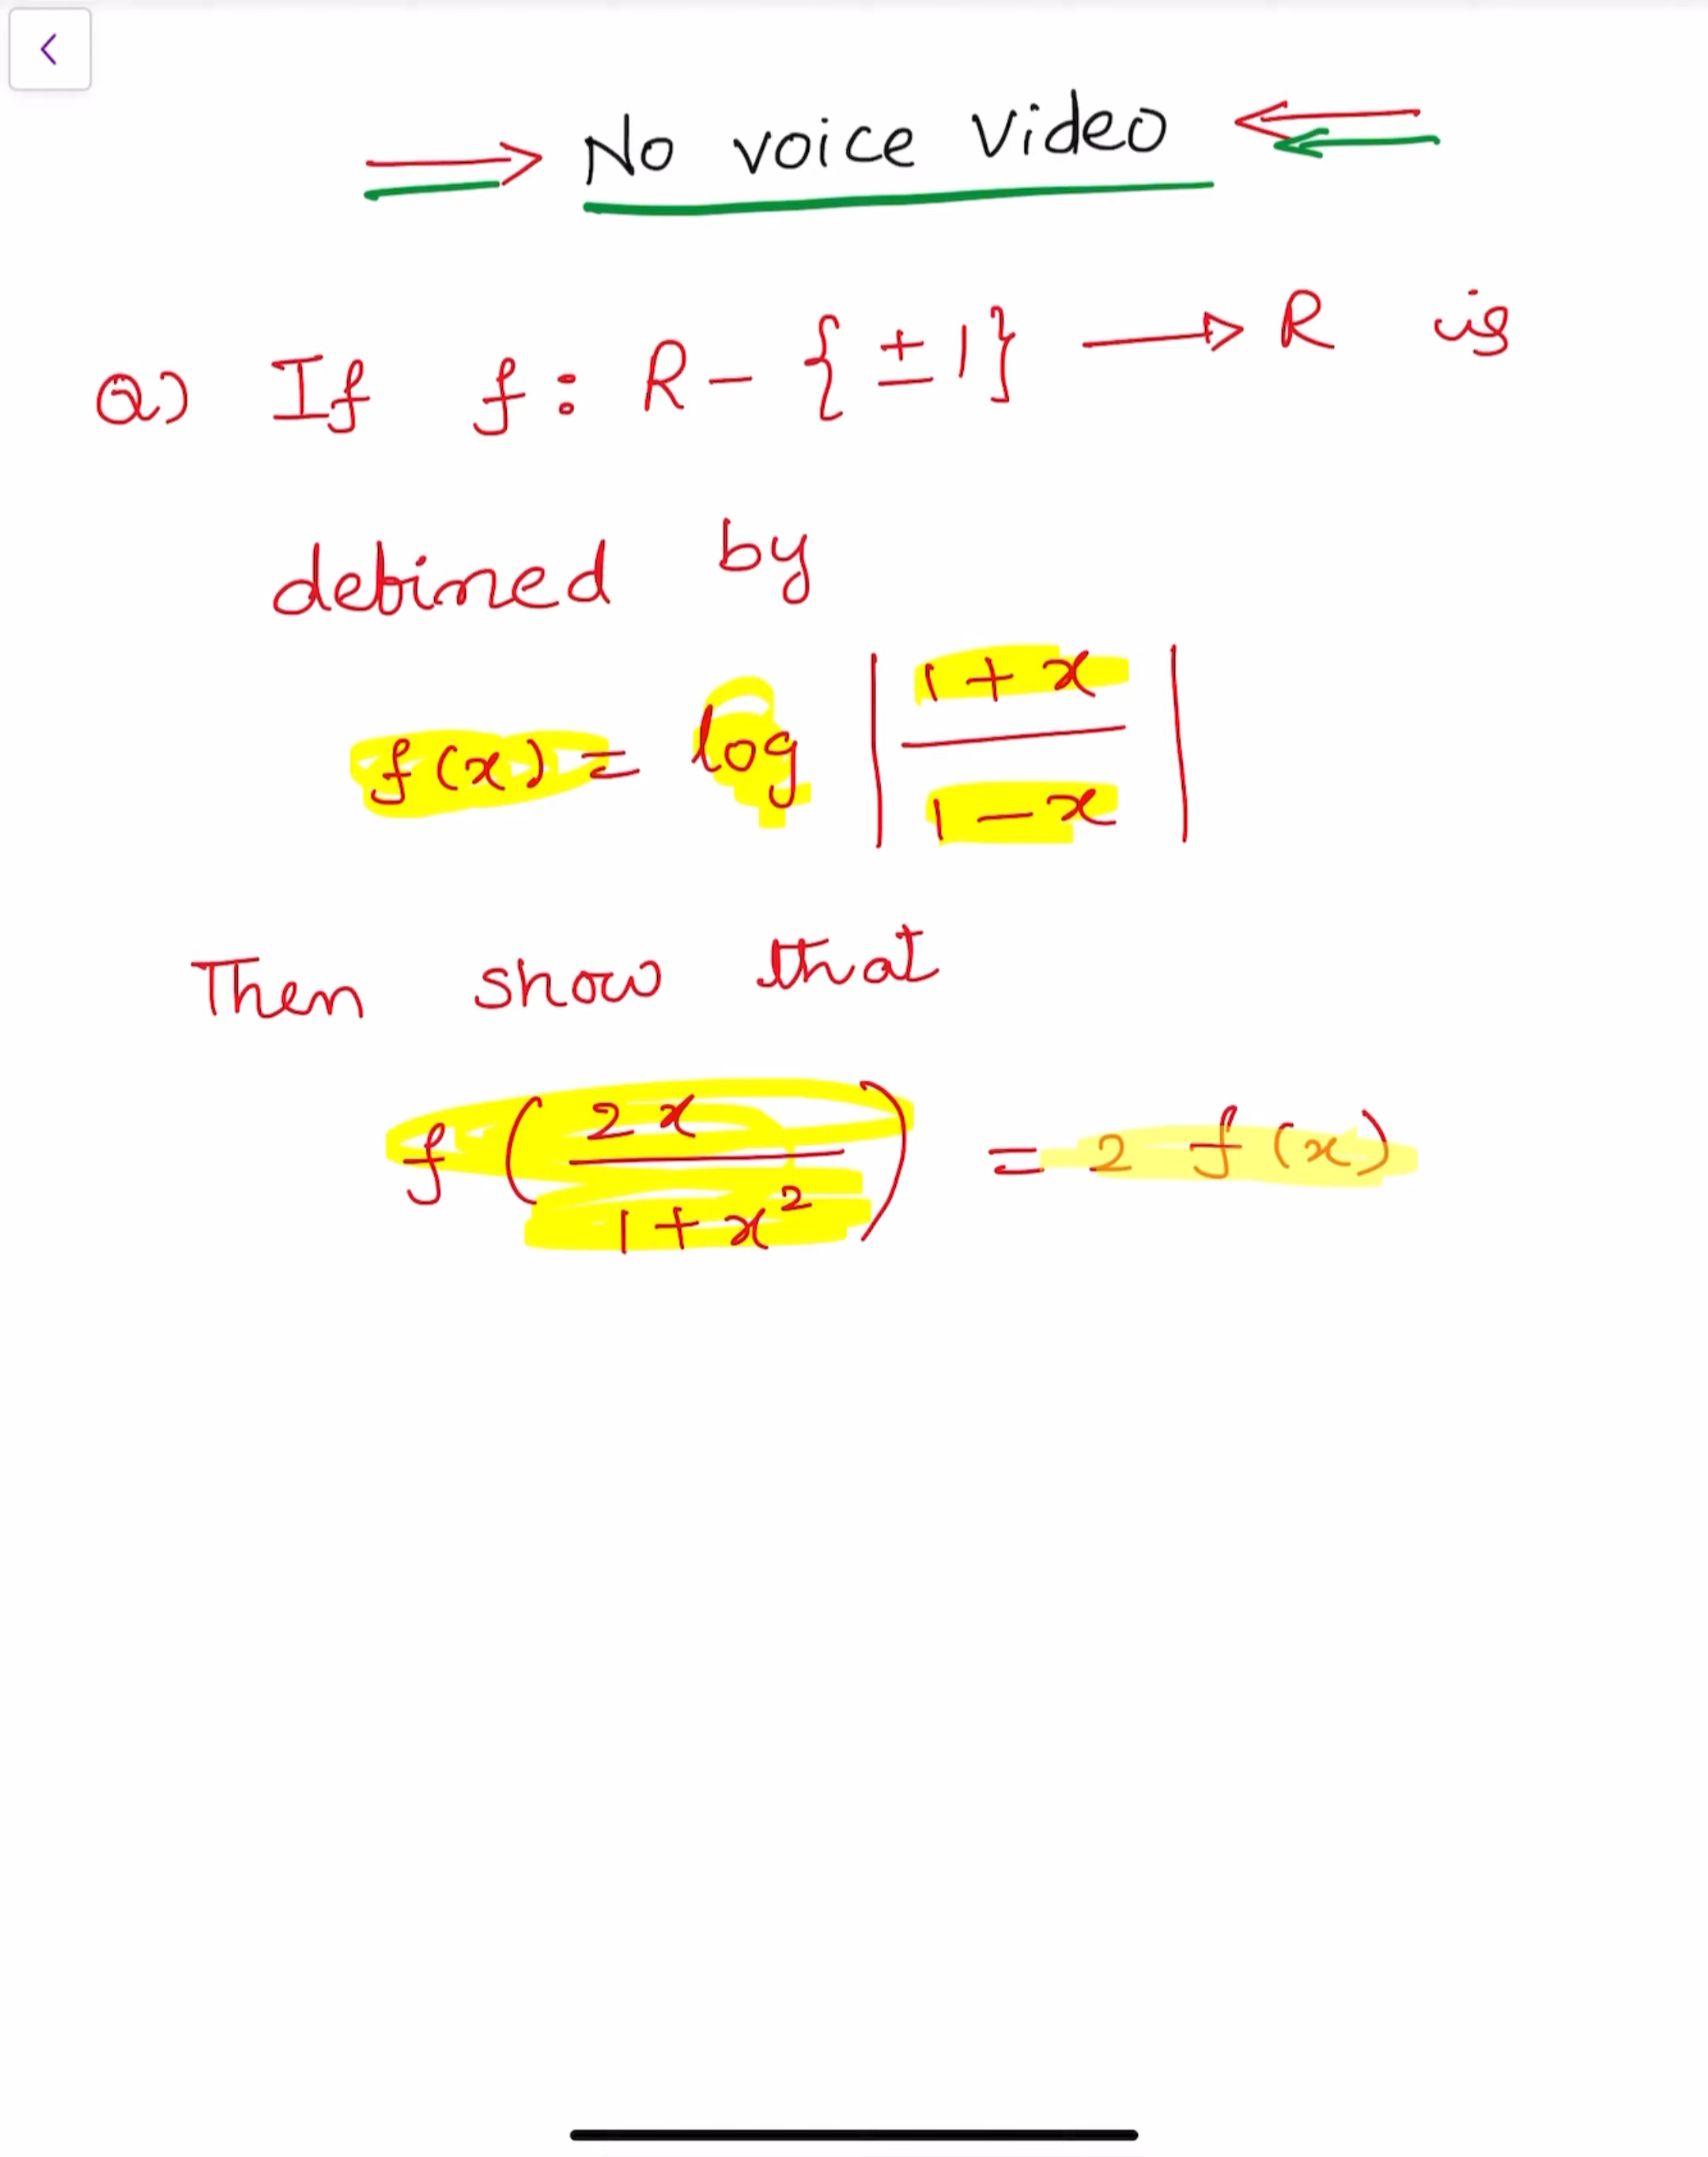 No voice video
Q) If f : R - {±1} → R is
defined by
f(x) = log | 1 + x / 1 - x |
Then show that
f ( 2x / 1 + x² ) = 2 f(x)